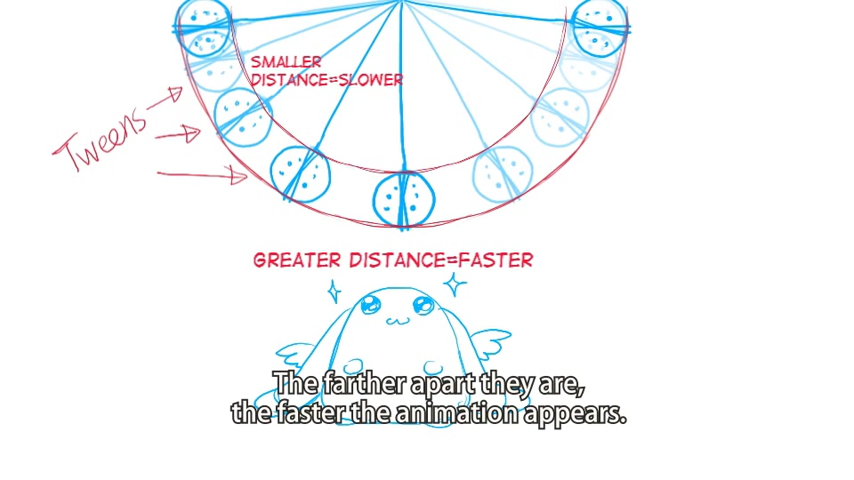 SMALLER
DISTANCE=SLOWER
Tweens
GREATER DISTANCE=FASTER
The farther apart they are,
the faster the animation appears.